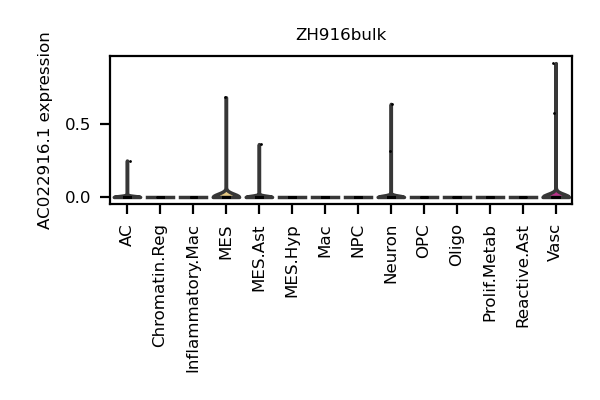 ZH916bulk
AC022916.1 expression
0.5
0.0
AC
Chromatin.Reg
Inflammatory.Mac
MES
MES.Ast
MES.Hyp
Mac
NPC
Neuron
OPC
Oligo
Prolif.Metab
Reactive.Ast
Vasc